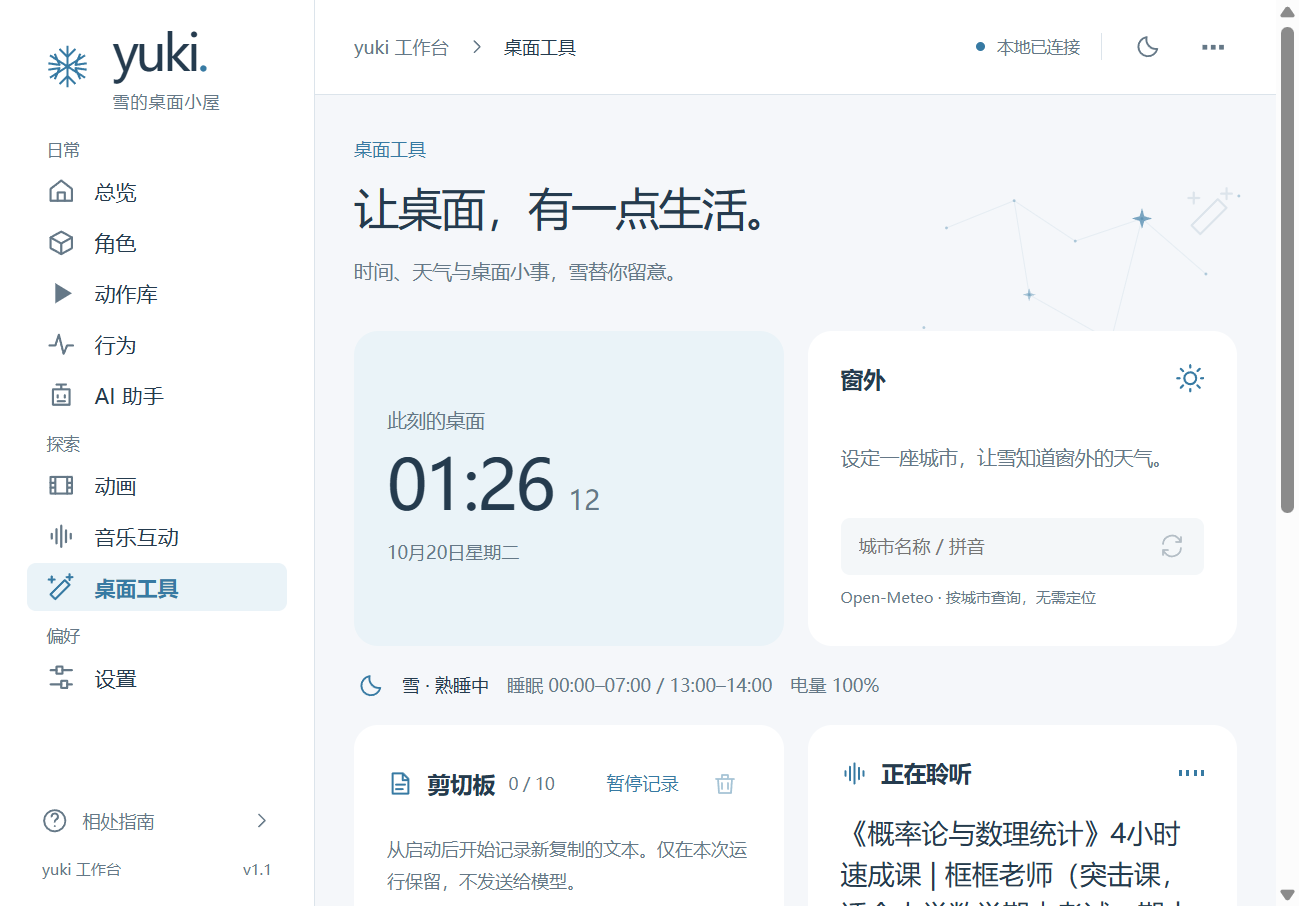 yuki.
雪的桌面小屋
日常
总览
角色
动作库
行为
AI 助手
探索
动画
音乐互动
桌面工具
偏好
设置
相处指南
yuki 工作台
v1.1
yuki 工作台
桌面工具
本地已连接
桌面工具
让桌面，有一点生活。
时间、天气与桌面小事，雪替你留意。
此刻的桌面
01:26 12
10月20日星期二
窗外
设定一座城市，让雪知道窗外的天气。
城市名称 / 拼音
Open-Meteo · 按城市查询，无需定位
雪 · 熟睡中 睡眠 00:00–07:00 / 13:00–14:00 电量 100%
剪切板 0 / 10 暂停记录
从启动后开始记录新复制的文本。仅在本次运
行保留，不发送给模型。
正在聆听
《概率论与数理统计》4小时
速成课 | 框框老师（突击课，